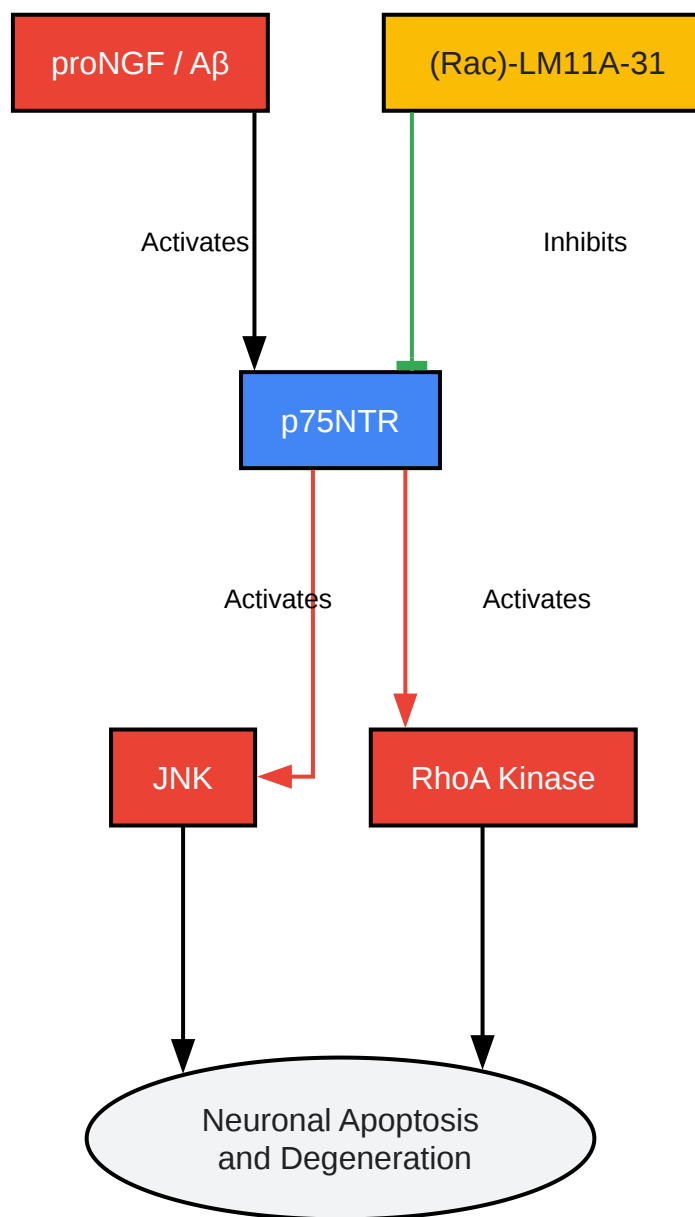 proNGF / Aβ
(Rac)-LM11A-31
Activates
Inhibits
p75NTR
Activates
Activates
JNK
RhoA Kinase
Neuronal Apoptosis
and Degeneration